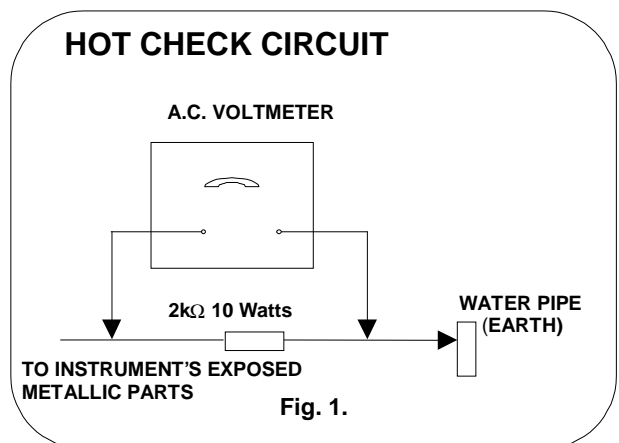 HOT CHECK CIRCUIT
A.C. VOLTMETER
2kΩ 10 Watts
WATER PIPE
(EARTH)
TO INSTRUMENT'S EXPOSED
METALLIC PARTS
Fig. 1.